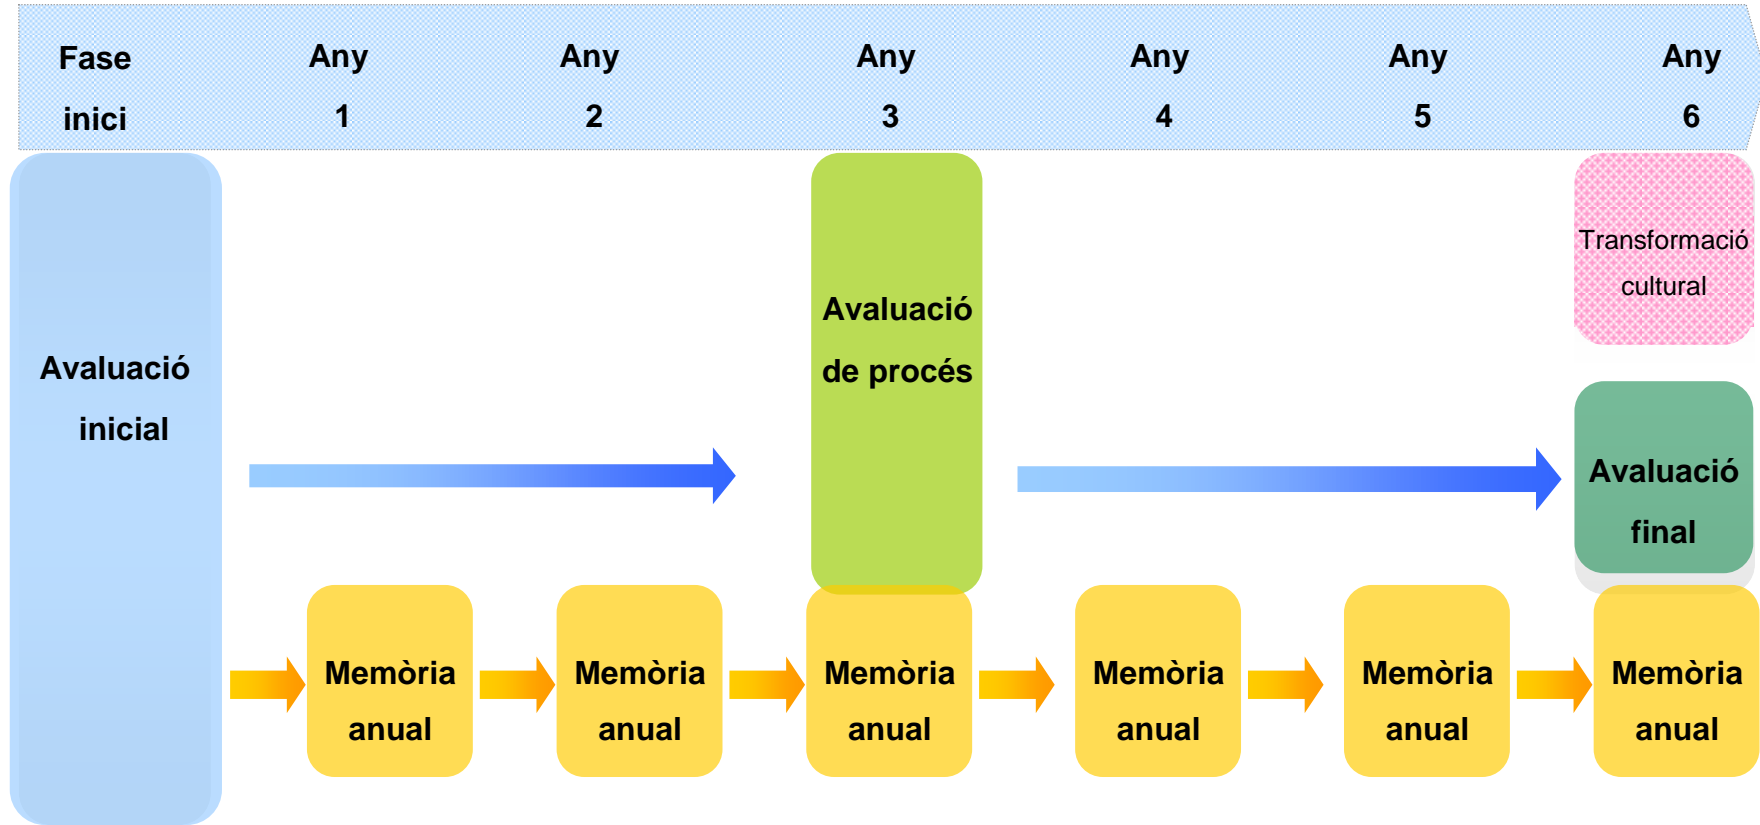 Fase
inici
Any
1
Any
2
Any
3
Any
4
Any
5
Any
6
Avaluació
inicial
Avaluació
de procés
Transformació
cultural
Avaluació
final
Memòria
anual
Memòria
anual
Memòria
anual
Memòria
anual
Memòria
anual
Memòria
anual